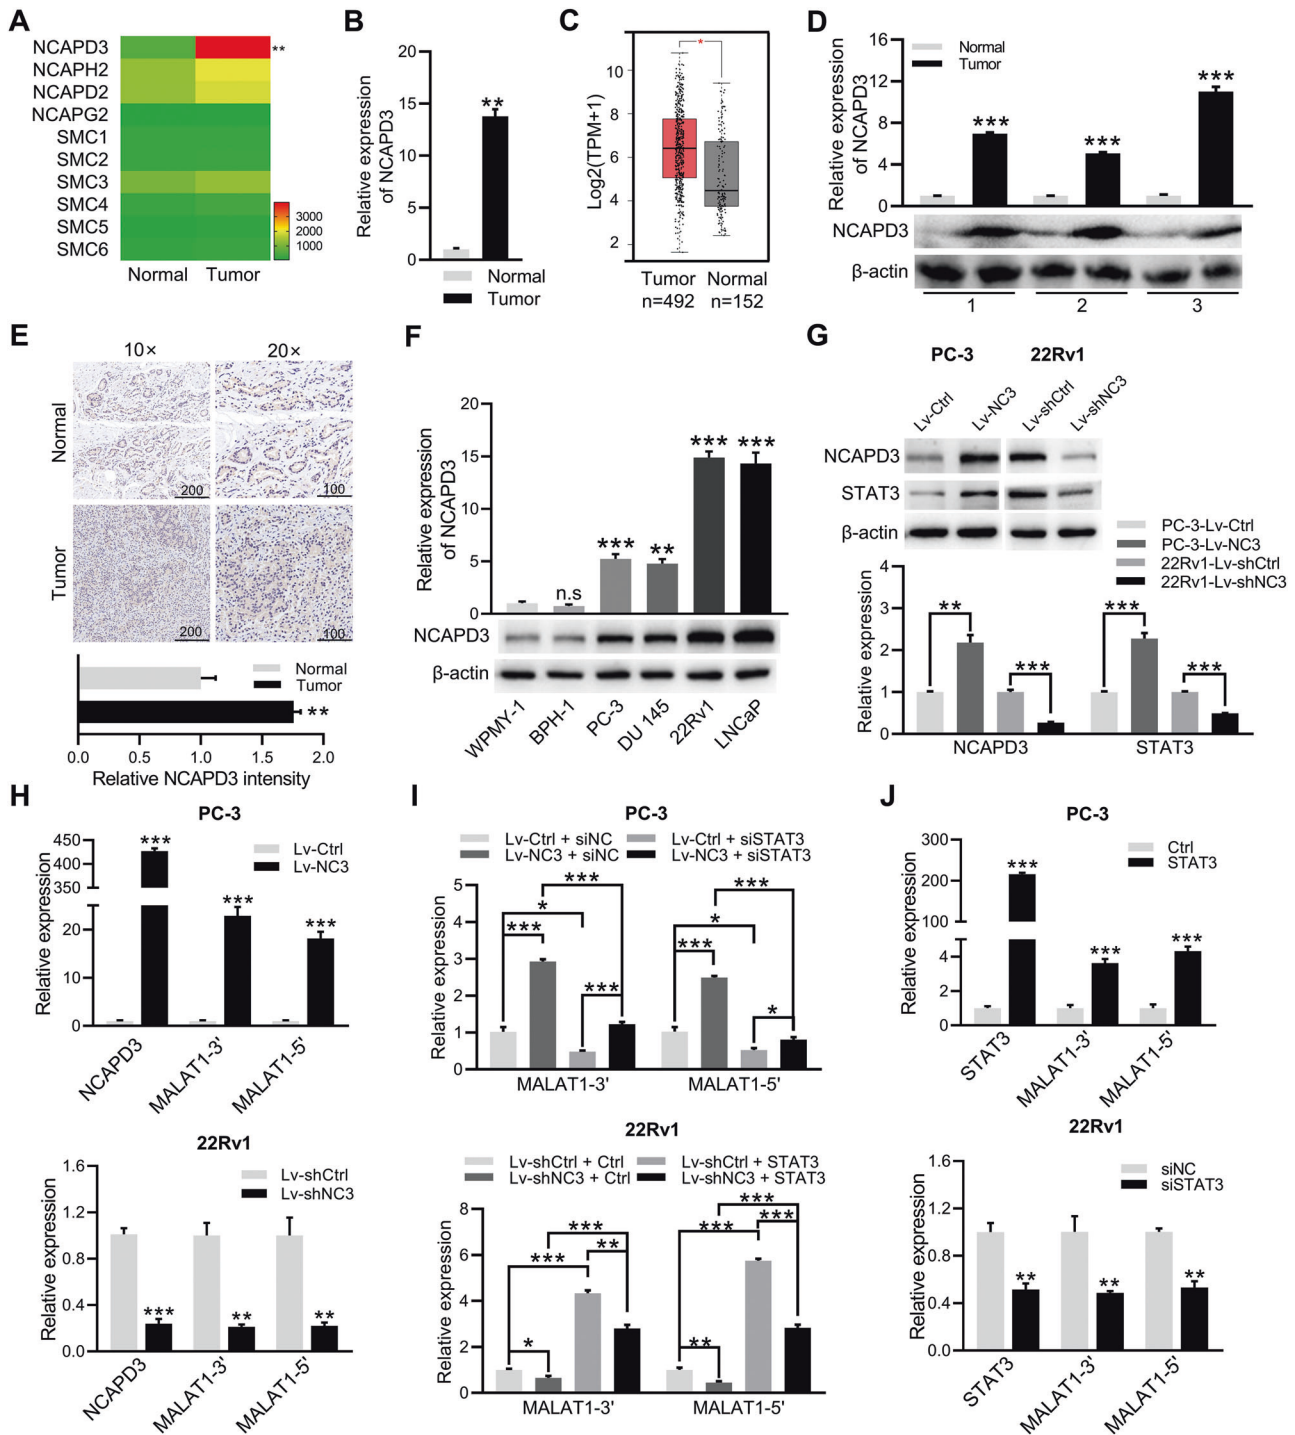 A
NCAPD3
**
NCAPH2
NCAPD2
NCAPG2
SMC1
SMC2
SMC3
SMC4
SMC5
SMC6
3000
2000
1000
Normal Tumor
B
Relative expression
of NCAPD3
20
15
10
5
0
**
Normal
Tumor
C
Log2(TPM+1)
10
8
6
4
2
*
Tumor Normal
n=492 n=152
D
Relative expression
of NCAPD3
16
12
8
4
0
Normal
Tumor
*** *** ***
NCAPD3
β-actin
1 2 3
E
10× 20×
Normal
200 100
Tumor
200 100
Normal
Tumor
**
0.0 0.5 1.0 1.5 2.0
Relative NCAPD3 intensity
F
Relative expression
of NCAPD3
20
15
10
5
0
n.s *** ** *** ***
NCAPD3
β-actin
WPMY-1 BPH-1 PC-3 DU 145 22Rv1 LNCaP
G
PC-3 22Rv1
Lv-Ctrl Lv-NC3 Lv-shCtrl Lv-shNC3
NCAPD3
STAT3
β-actin
PC-3-Lv-Ctrl
PC-3-Lv-NC3
22Rv1-Lv-shCtrl
22Rv1-Lv-shNC3
Relative expression
4
3
2
1
0
** *** *** ***
NCAPD3 STAT3
H
PC-3
Relative expression
450
400
350
20
10
0
Lv-Ctrl
Lv-NC3
*** *** ***
NCAPD3 MALAT1-3' MALAT1-5'
22Rv1
Relative expression
1.6
1.2
0.8
0.4
0.0
Lv-shCtrl
Lv-shNC3
*** ** **
NCAPD3 MALAT1-3' MALAT1-5'
I
PC-3
Lv-Ctrl + siNC Lv-Ctrl + siSTAT3
Lv-NC3 + siNC Lv-NC3 + siSTAT3
Relative expression
5
4
3
2
1
0
*** ***
* *
*** ***
*** *
MALAT1-3' MALAT1-5'
22Rv1
Lv-shCtrl + Ctrl Lv-shCtrl + STAT3
Lv-shNC3 + Ctrl Lv-shNC3 + STAT3
Relative expression
8
6
4
2
0
*** ***
** ***
*** ***
* **
MALAT1-3' MALAT1-5'
J
PC-3
Relative expression
300
200
100
4
2
0
Ctrl
STAT3
*** *** ***
STAT3 MALAT1-3' MALAT1-5'
22Rv1
Relative expression
1.6
1.2
0.8
0.4
0.0
siNC
siSTAT3
** ** **
STAT3 MALAT1-3' MALAT1-5'